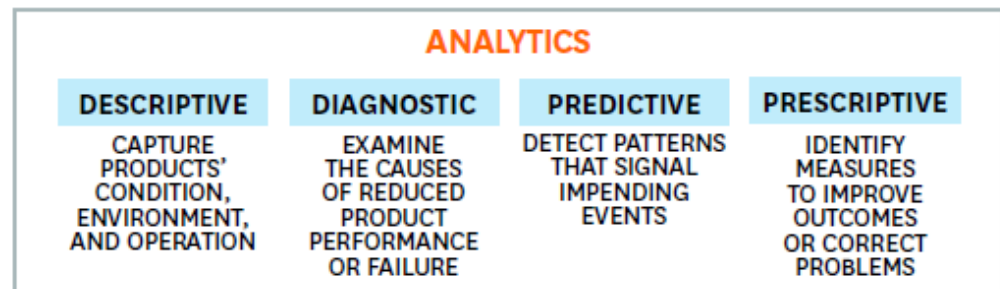 ANALYTICS
DESCRIPTIVE
CAPTURE
PRODUCTS’
CONDITION,
ENVIRONMENT,
AND OPERATION
DIAGNOSTIC
EXAMINE
THE CAUSES
OF REDUCED
PRODUCT
PERFORMANCE
OR FAILURE
PREDICTIVE
DETECT PATTERNS
THAT SIGNAL
IMPENDING
EVENTS
PRESCRIPTIVE
IDENTIFY
MEASURES
TO IMPROVE
OUTCOMES
OR CORRECT
PROBLEMS